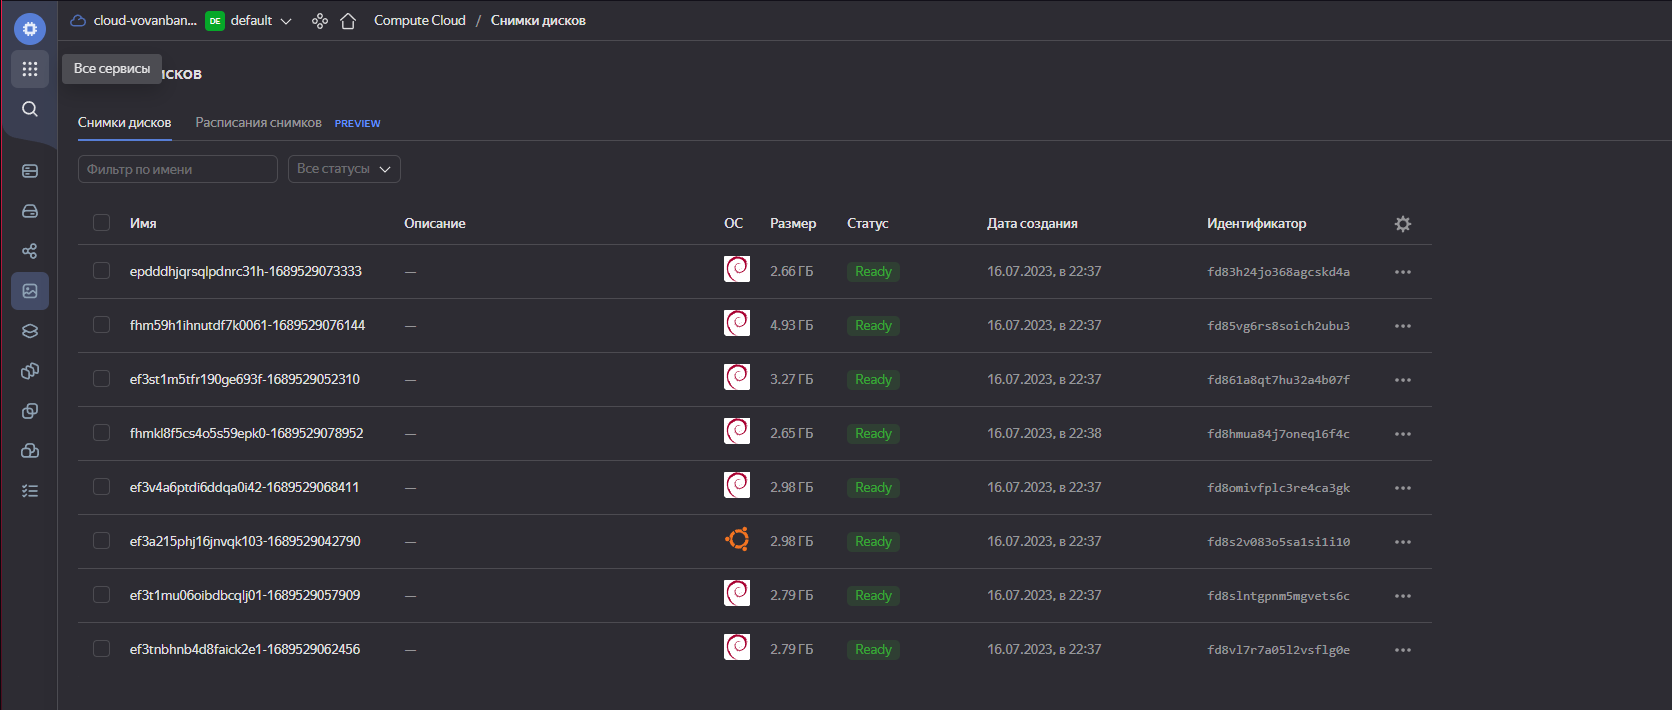 cloud-vovanban... DE default Compute Cloud / Снимки дисков
Все сервисы исков
Снимки дисков Расписания снимков PREVIEW
Фильтр по имени Все статусы
Имя Описание ОС Размер Статус Дата создания Идентификатор
epdddhjqrsqlpdnrc31h-1689529073333 — 2.66 ГБ Ready 16.07.2023, в 22:37 fd83h24jo368agcskd4a
fhm59h1ihnutdf7k0061-1689529076144 — 4.93 ГБ Ready 16.07.2023, в 22:37 fd85vg6rs8soich2ubu3
ef3st1m5tfr190ge693f-1689529052310 — 3.27 ГБ Ready 16.07.2023, в 22:37 fd861a8qt7hu32a4b07f
fhmkl8f5cs4o5s59epk0-1689529078952 — 2.65 ГБ Ready 16.07.2023, в 22:38 fd8hmua84j7oneq16f4c
ef3v4a6ptdi6ddqa0i42-1689529068411 — 2.98 ГБ Ready 16.07.2023, в 22:37 fd8omivfplc3re4ca3gk
ef3a215phj16jnvqk103-1689529042790 — 2.98 ГБ Ready 16.07.2023, в 22:37 fd8s2v083o5sa1si1i10
ef3t1mu06oibdbcqlj01-1689529057909 — 2.79 ГБ Ready 16.07.2023, в 22:37 fd8slntgpnm5mgvets6c
ef3tnbhnb4d8faick2e1-1689529062456 — 2.79 ГБ Ready 16.07.2023, в 22:37 fd8vl7r7a05l2vsflg0e